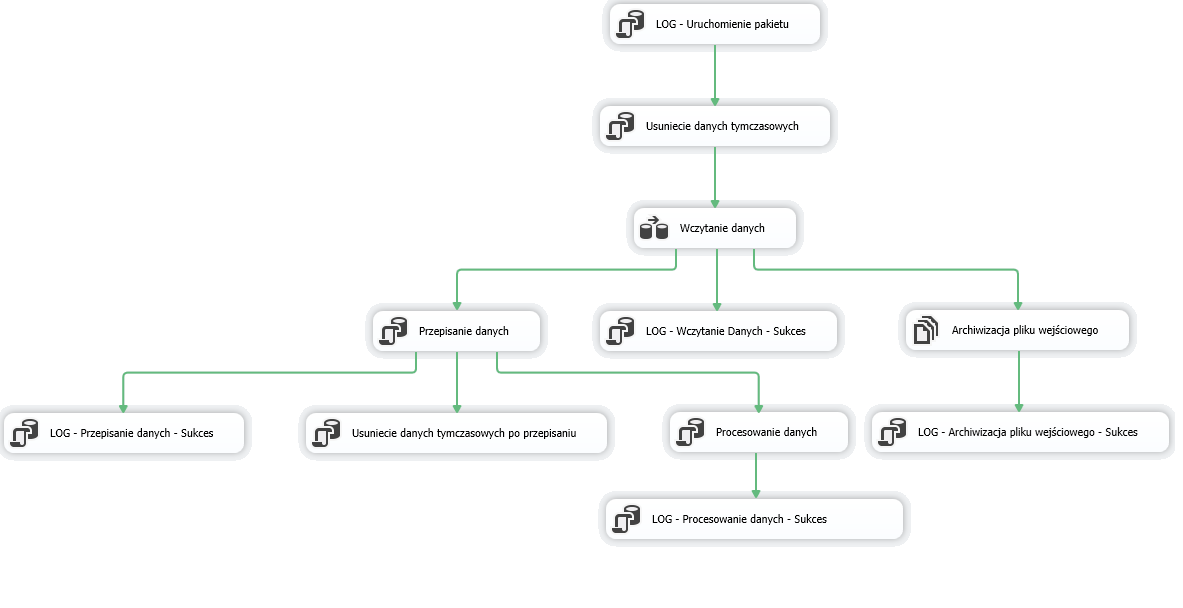 LOG - Uruchomienie pakietu
Usuniecie danych tymczasowych
Wczytanie danych
Przepisanie danych
LOG - Wczytanie Danych - Sukces
Archiwizacja pliku wejściowego
LOG - Przepisanie danych - Sukces
Usuniecie danych tymczasowych po przepisaniu
Procesowanie danych
LOG - Archiwizacja pliku wejściowego - Sukces
LOG - Procesowanie danych - Sukces